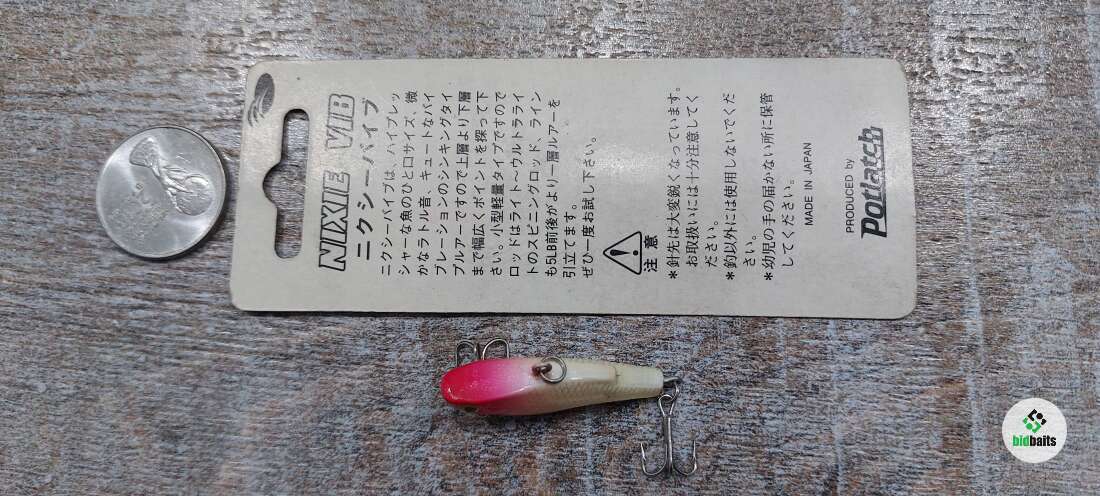 NIXIE VIB
ニクシーバイブ
ニクシーバイブは、ハイプレッ
シャーな魚のひと口サイズ、微
かなラトル音、キュートなバイ
ブレーションのシンキングタイ
プルアーですので上層より下層
まで幅広くポイントを探って下
さい。小型軽量タイプですので
ロッドはライト〜ウルトラライ
トのスピニングロッド、ライン
も5LB前後がより一層ルアーを
引立てます。
ぜひ一度お試し下さい。
注意
＊針先は大変鋭くなっています。
お取扱いには十分注意してく
ださい。
＊釣以外には使用しないでくだ
さい。
＊幼児の手の届かない所に保管
してください。
MADE IN JAPAN
PRODUCED by
Potlatch
bidbaits